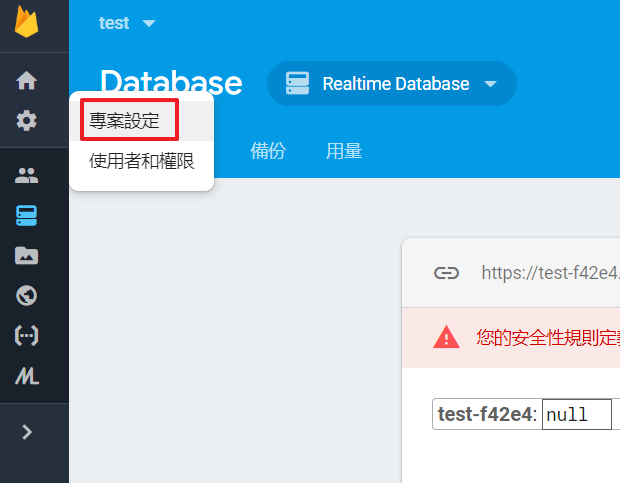 test
Database
Realtime Database
專案設定
使用者和權限
備份
用量
https://test-f42e4.
您的安全性規則定
test-f42e4: null